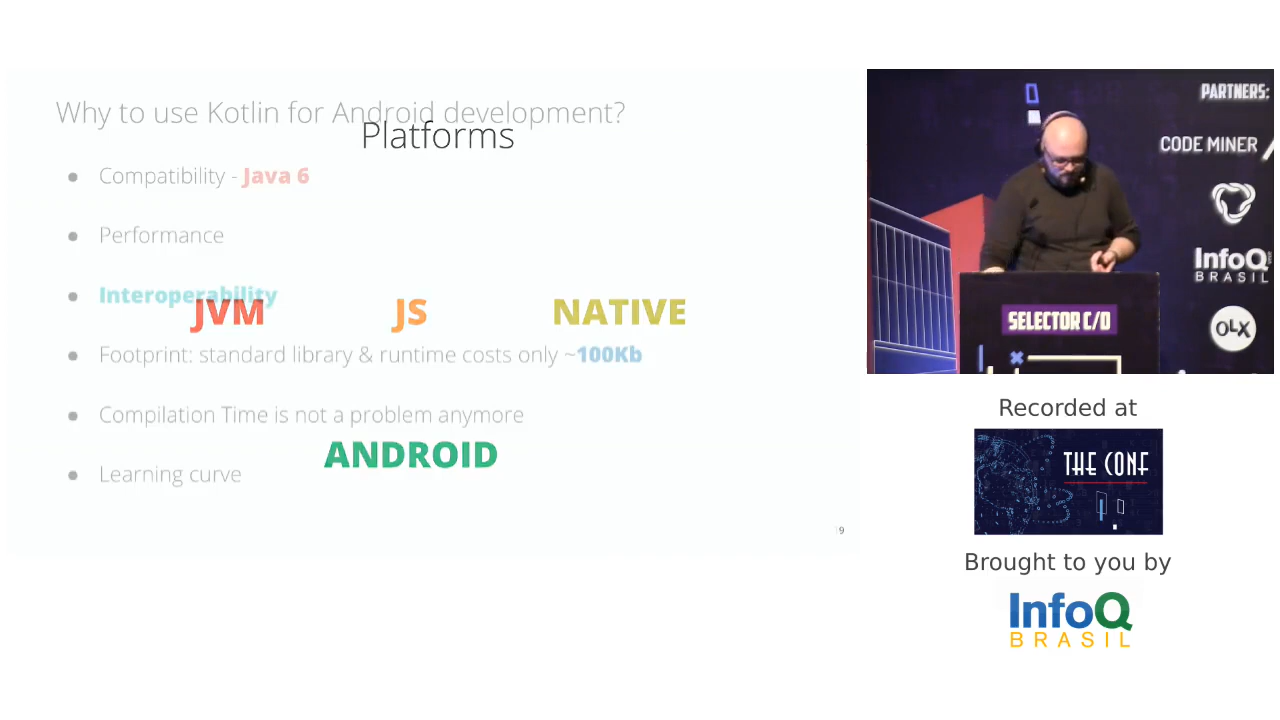 Why to use Kotlin for Android development?
Platforms
● Compatibility - Java 6
● Performance
● Interoperability
JVM JS NATIVE
● Footprint: standard library & runtime costs only ~100Kb
● Compilation Time is not a problem anymore
ANDROID
● Learning curve
9
PARTNERS:
CODE MINER
InfoQ
BRASIL
SELECTOR C/D
OLX
Recorded at
THE CONF
Brought to you by
InfoQ
BRASIL